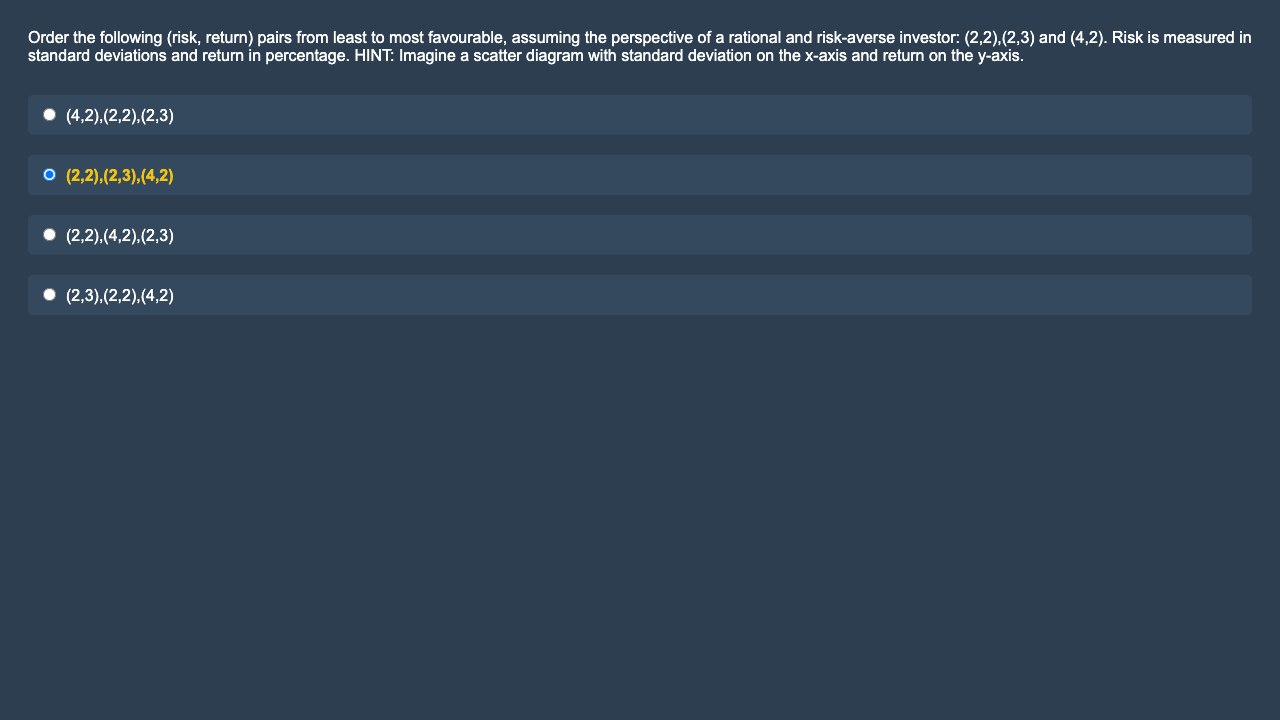 Order the following (risk, return) pairs from least to most favourable, assuming the perspective of a rational and risk-averse investor: (2,2),(2,3) and (4,2). Risk is measured in
standard deviations and return in percentage. HINT: Imagine a scatter diagram with standard deviation on the x-axis and return on the y-axis.
(4,2),(2,2),(2,3)
(2,2),(2,3),(4,2)
(2,2),(4,2),(2,3)
(2,3),(2,2),(4,2)